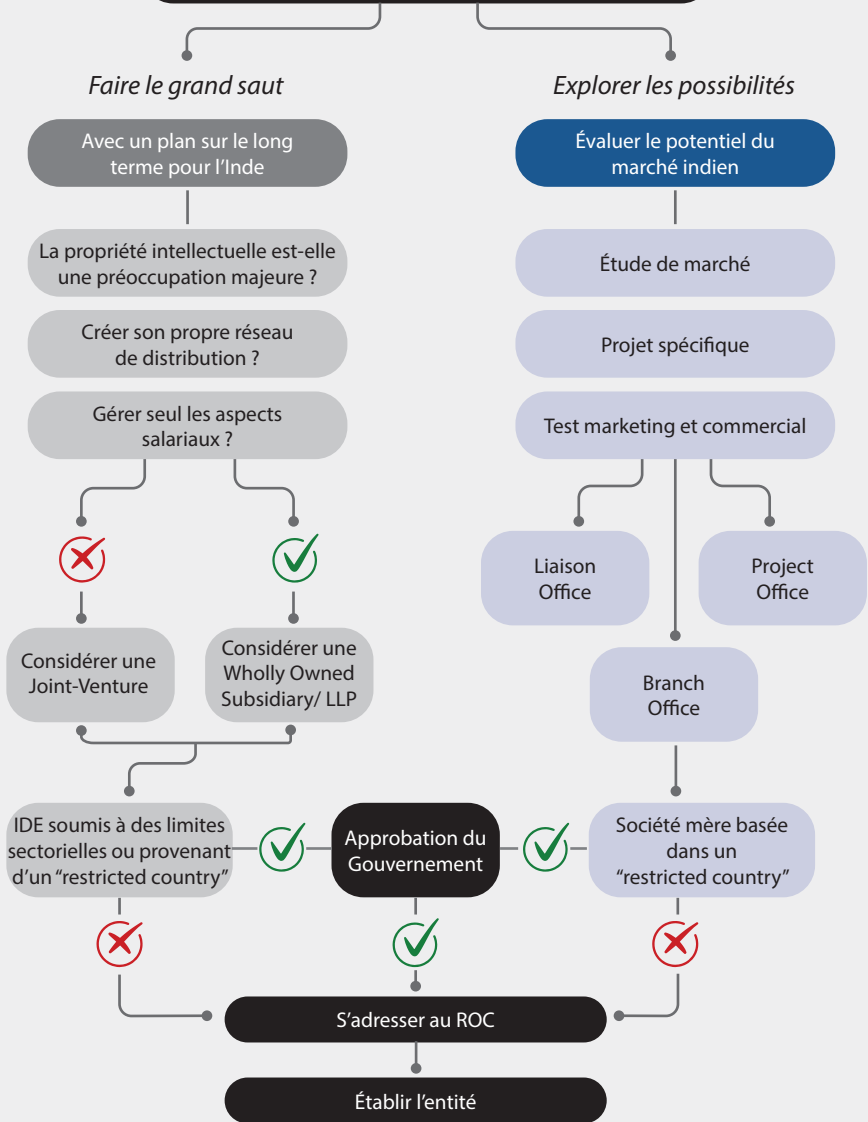 Faire le grand saut
Explorer les possibilités
Avec un plan sur le long
terme pour l’Inde
Évaluer le potentiel du
marché indien
La propriété intellectuelle est-elle
une préoccupation majeure ?
Étude de marché
Créer son propre réseau
de distribution ?
Projet spécifique
Gérer seul les aspects
salariaux ?
Test marketing et commercial
Liaison
Office
Project
Office
Considérer une
Joint-Venture
Considérer une
Wholly Owned
Subsidiary/ LLP
Branch
Office
IDE soumis à des limites
sectorielles ou provenant
d’un “restricted country”
Approbation du
Gouvernement
Société mère basée
dans un
“restricted country”
S’adresser au ROC
Établir l’entité